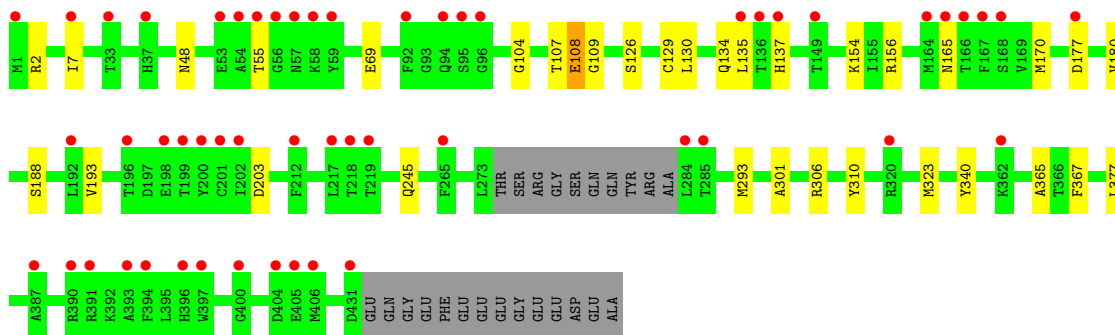 M1 R2 I7 T33 H37 N48 E53 A54 T55 G56 N57 K58 Y59 E69 F92 G93 Q94 S95 G96 G104 T107 E108 G109 S126 C129 L130 Q134 L135 T136 H137 T149 K154 I155 R156 M164 N165 T166 F167 S168 V169 M170 D177 V180
S188 L192 V193 T196 D197 E198 T199 Y200 C201 I202 D203 F212 L217 T218 T219 Q245 F265 L273 THR SER ARG GLY SER GLN GLN TYR ARG ALA L284 T285 M293 A301 R306 Y310 R320 M323 Y340 K362 A365 T366 F367 L377
A387 R390 R391 K392 A393 F394 L395 H396 W397 G400 D404 E405 M406 D431 GLU GLN GLY GLU PHE GLU GLU GLU GLY GLU GLU ASP GLU ALA